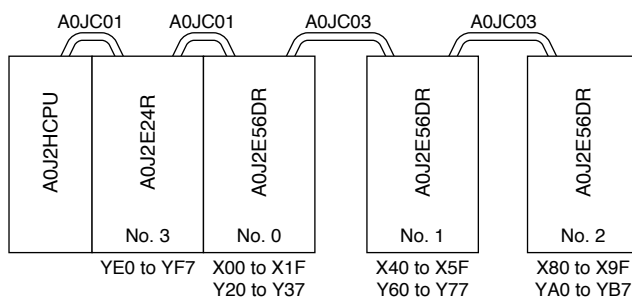 A0JC01
A0JC01
A0JC03
A0JC03
A0J2HCPU
A0J2E24R
A0J2E56DR
A0J2E56DR
A0J2E56DR
No. 3
No. 0
No. 1
No. 2
YE0 to YF7
X00 to X1F
Y20 to Y37
X40 to X5F
Y60 to Y77
X80 to X9F
YA0 to YB7